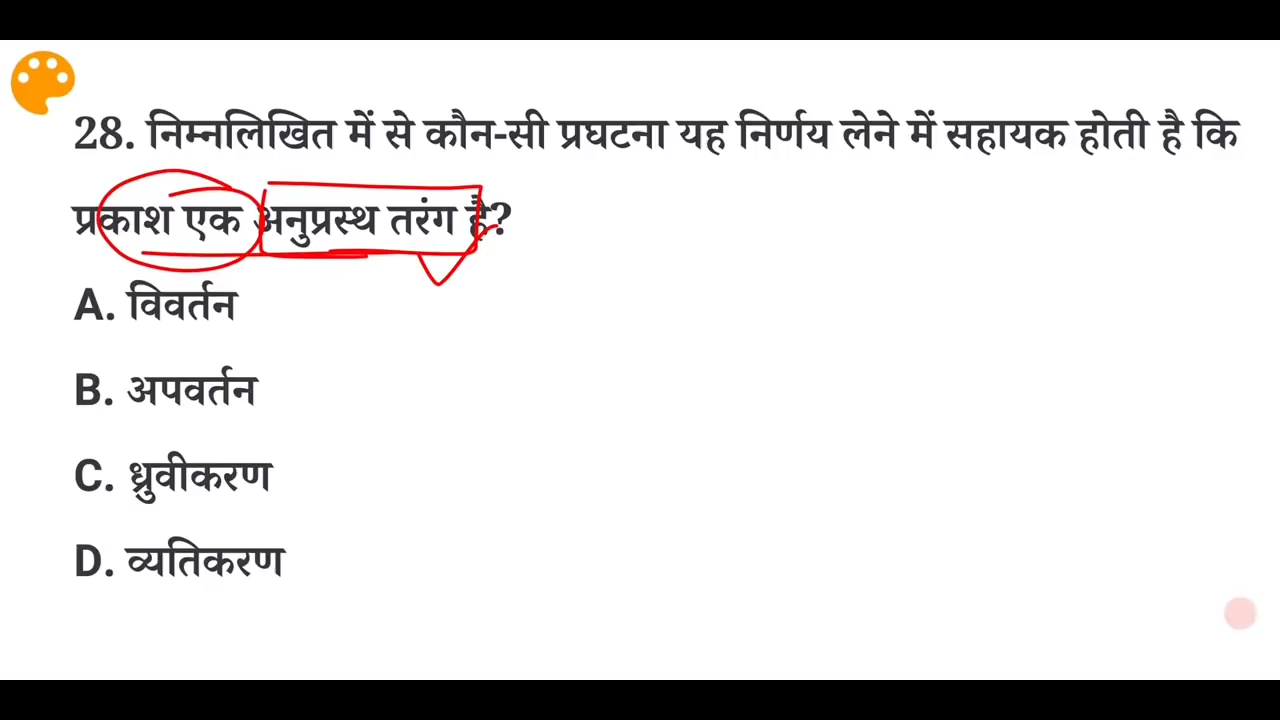 28. निम्नलिखित में से कौन-सी प्रघटना यह निर्णय लेने में सहायक होती है कि
प्रकाश एक अनुप्रस्थ तरंग है?
A. विवर्तन
B. अपवर्तन
C. ध्रुवीकरण
D. व्यतिकरण